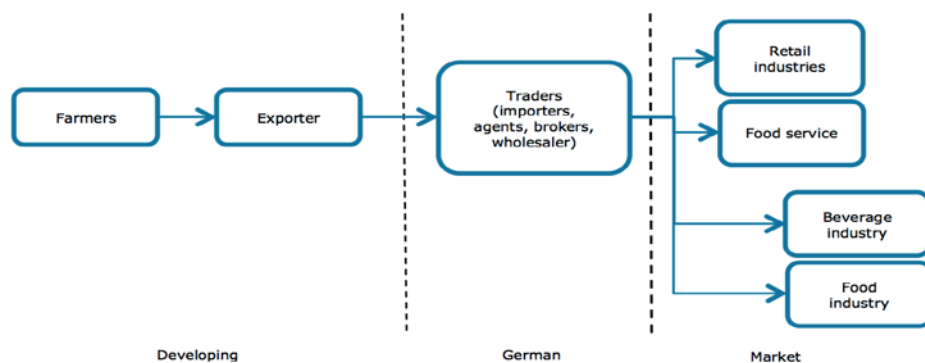 Farmers
Exporter
Traders
(importers,
agents, brokers,
wholesaler)
Retail
industries
Food service
Beverage
industry
Food
industry
Developing
German
Market